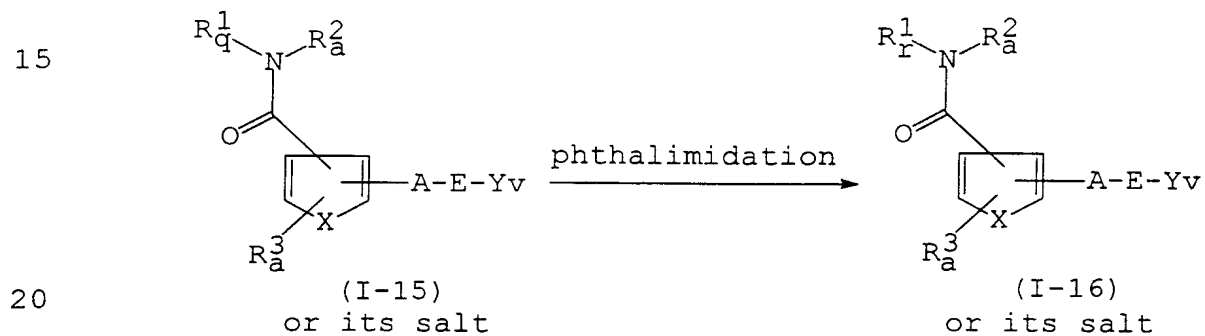 15
R¹q R²a R¹r R²a
N N
O O
phthalimidation
A-E-Yv A-E-Yv
X X
R³a R³a
20
(I-15) (I-16)
or its salt or its salt